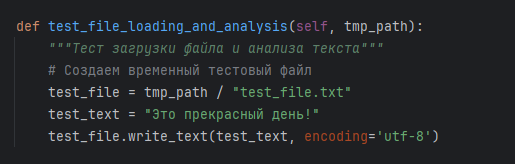 def test_file_loading_and_analysis(self, tmp_path):
"""Тест загрузки файла и анализа текста"""
# Создаем временный тестовый файл
test_file = tmp_path / "test_file.txt"
test_text = "Это прекрасный день!"
test_file.write_text(test_text, encoding='utf-8')